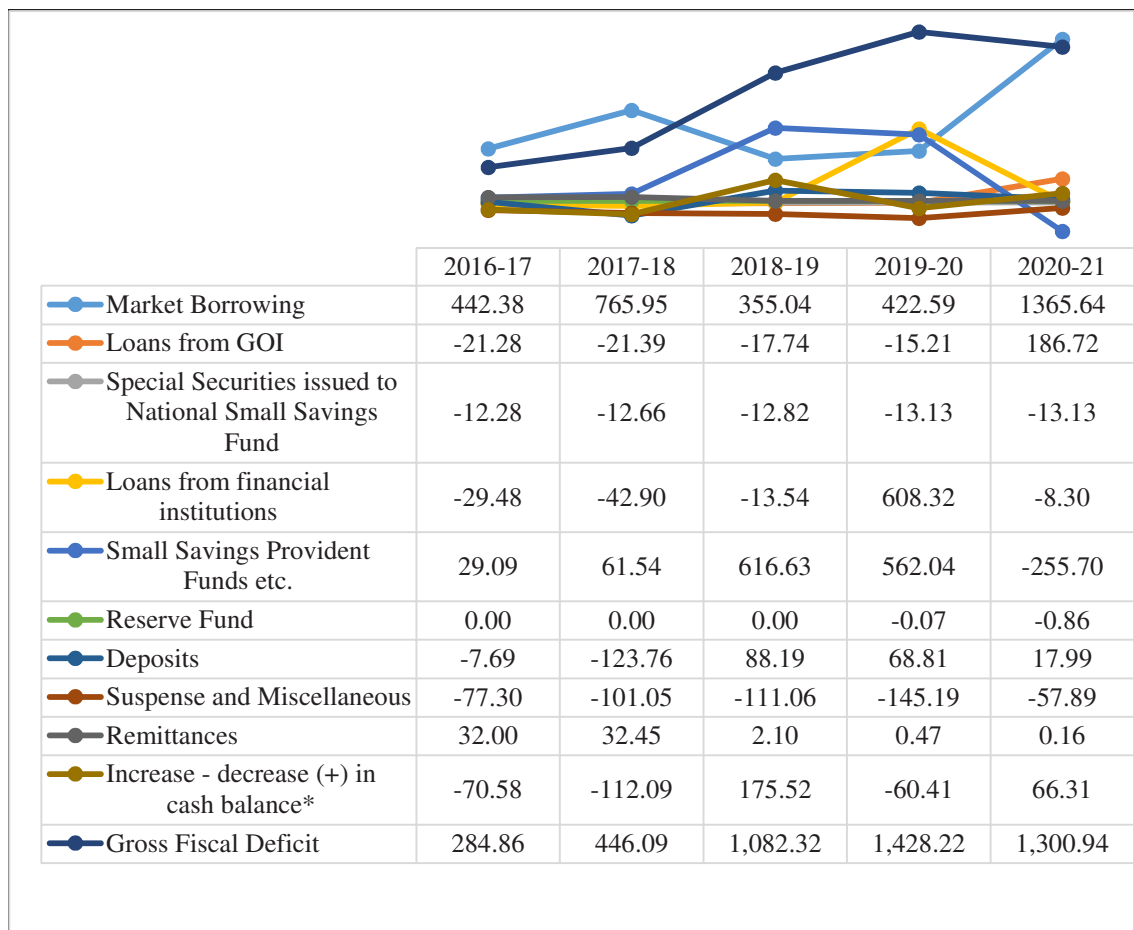 2016-17 2017-18 2018-19 2019-20 2020-21
Market Borrowing 442.38 765.95 355.04 422.59 1365.64
Loans from GOI -21.28 -21.39 -17.74 -15.21 186.72
Special Securities issued to
National Small Savings -12.28 -12.66 -12.82 -13.13 -13.13
Fund
Loans from financial
institutions -29.48 -42.90 -13.54 608.32 -8.30
Small Savings Provident
Funds etc. 29.09 61.54 616.63 562.04 -255.70
Reserve Fund 0.00 0.00 0.00 -0.07 -0.86
Deposits -7.69 -123.76 88.19 68.81 17.99
Suspense and Miscellaneous -77.30 -101.05 -111.06 -145.19 -57.89
Remittances 32.00 32.45 2.10 0.47 0.16
Increase - decrease (+) in
cash balance* -70.58 -112.09 175.52 -60.41 66.31
Gross Fiscal Deficit 284.86 446.09 1,082.32 1,428.22 1,300.94